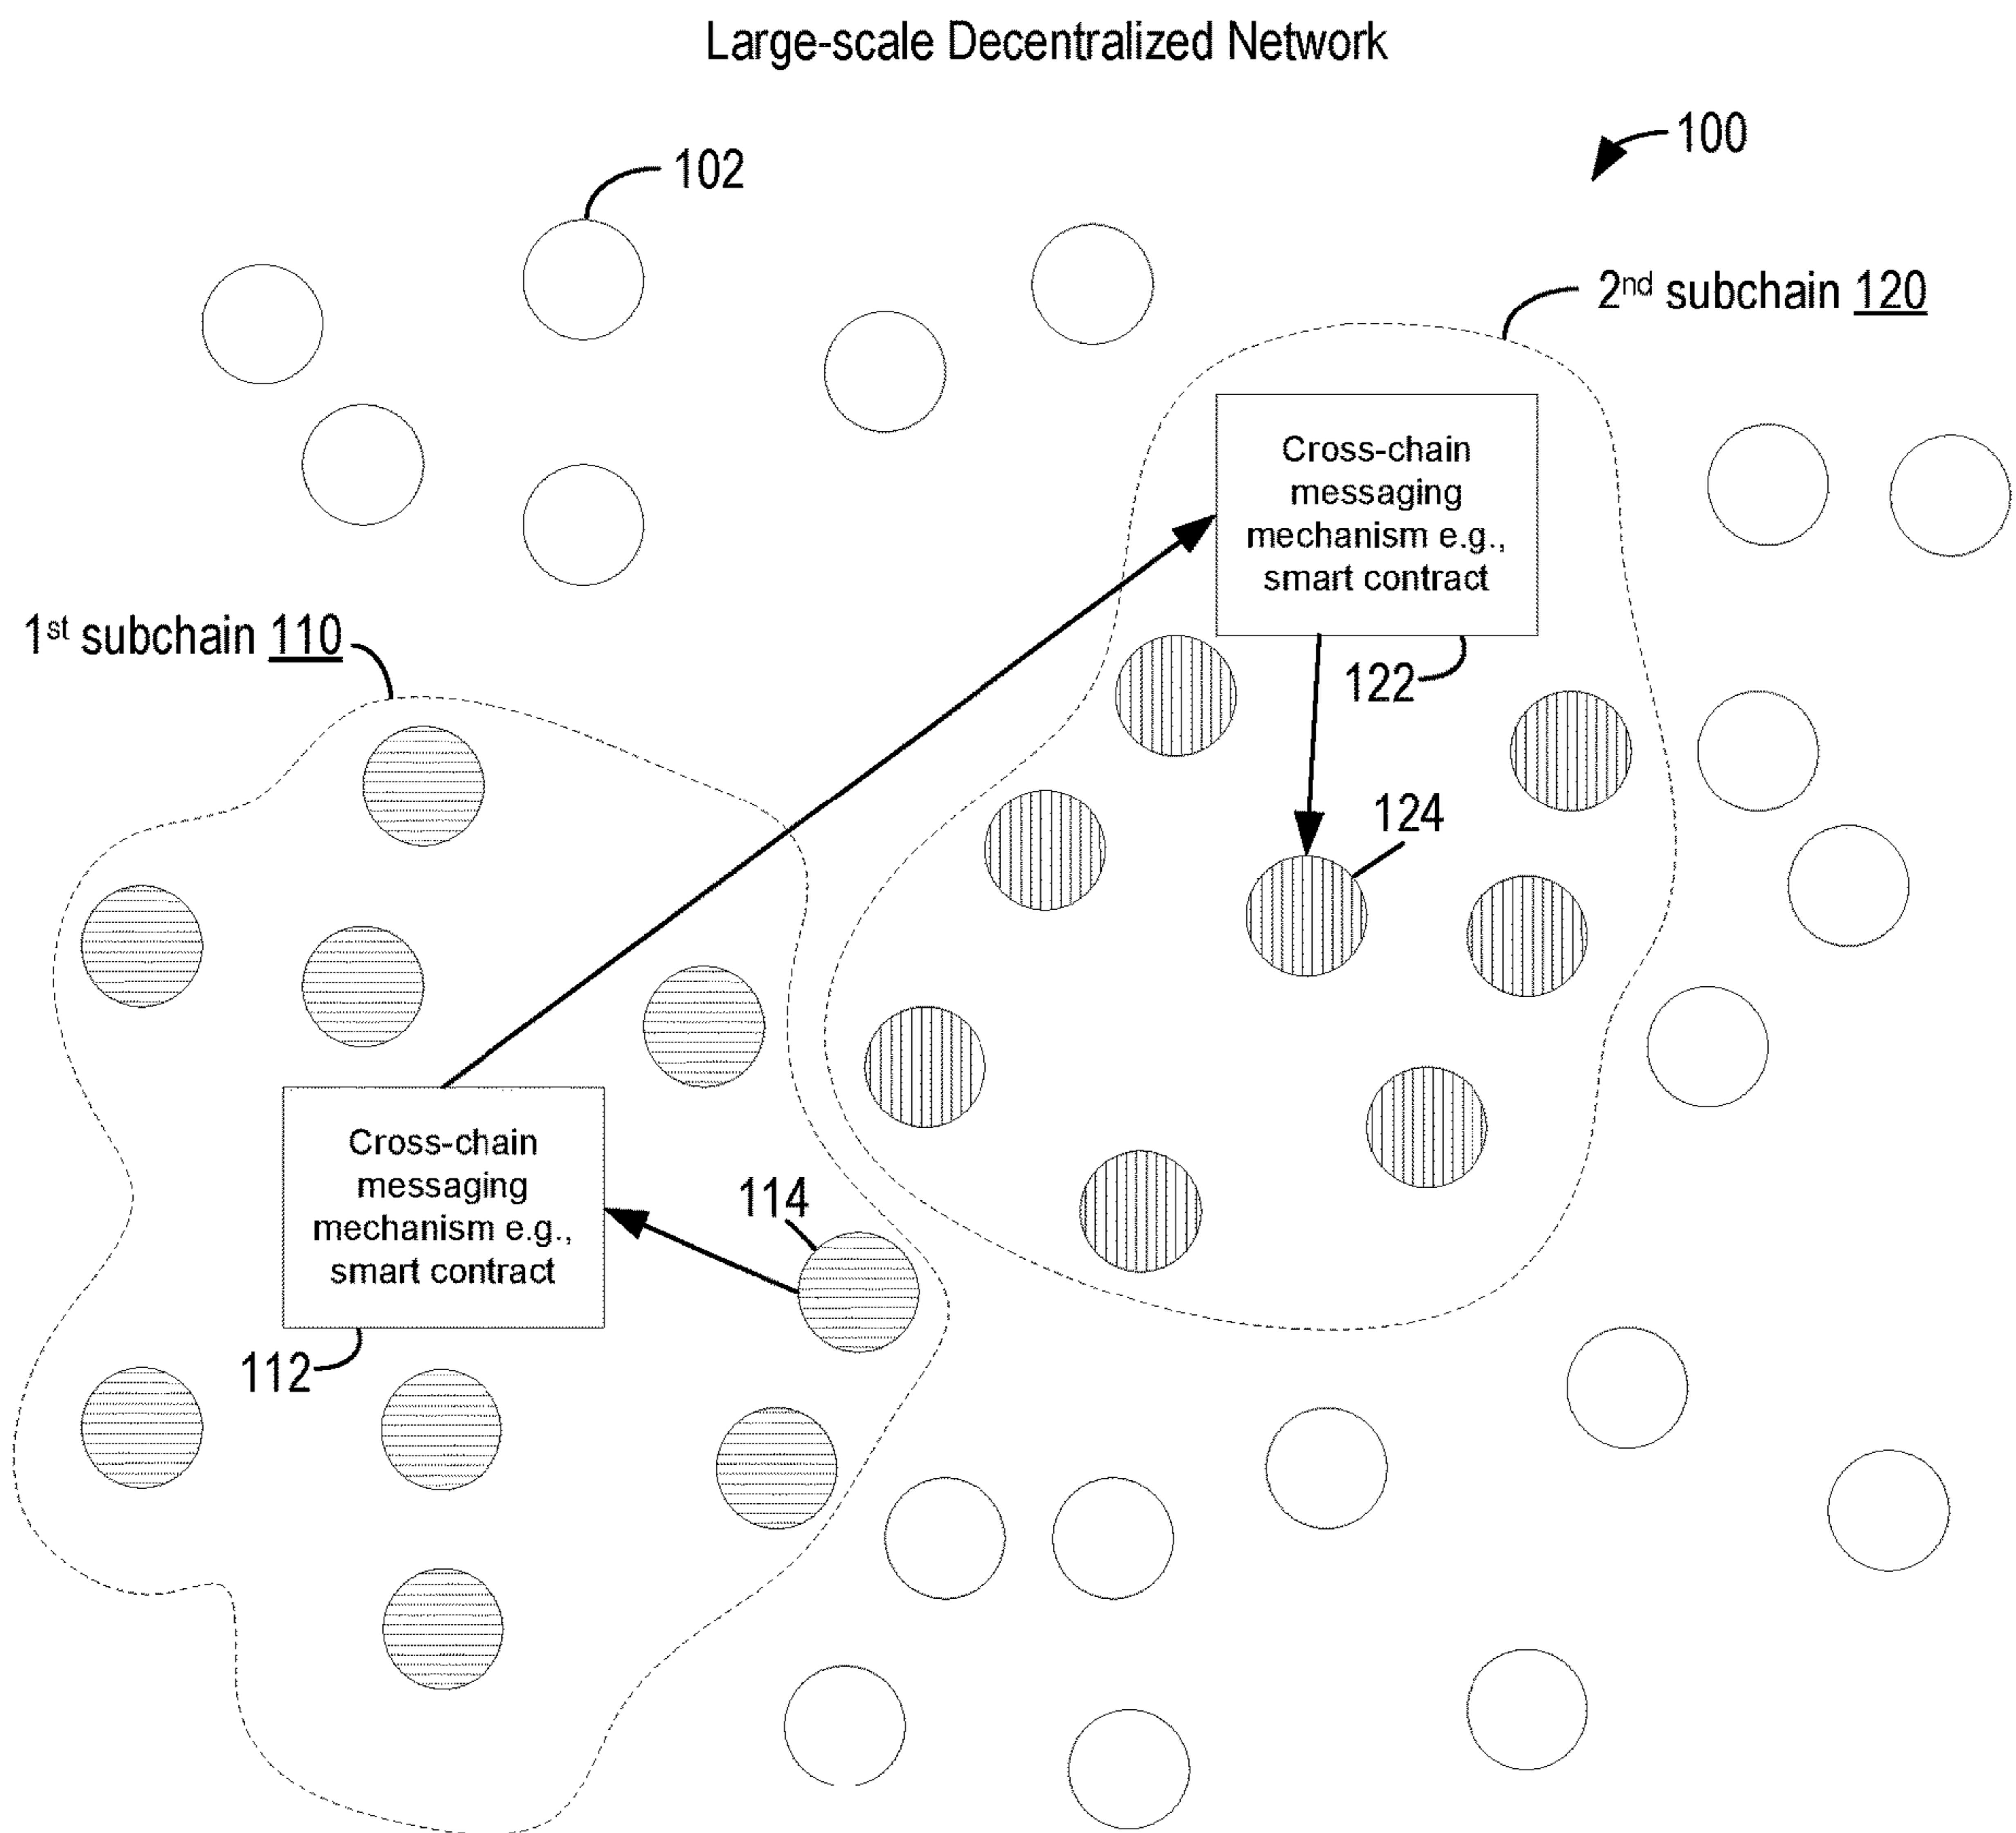 Large-scale Decentralized Network
100
102
2nd subchain 120
Cross-chain
messaging
mechanism e.g.,
smart contract
1st subchain 110
122
124
Cross-chain
messaging
mechanism e.g.,
smart contract
114
112